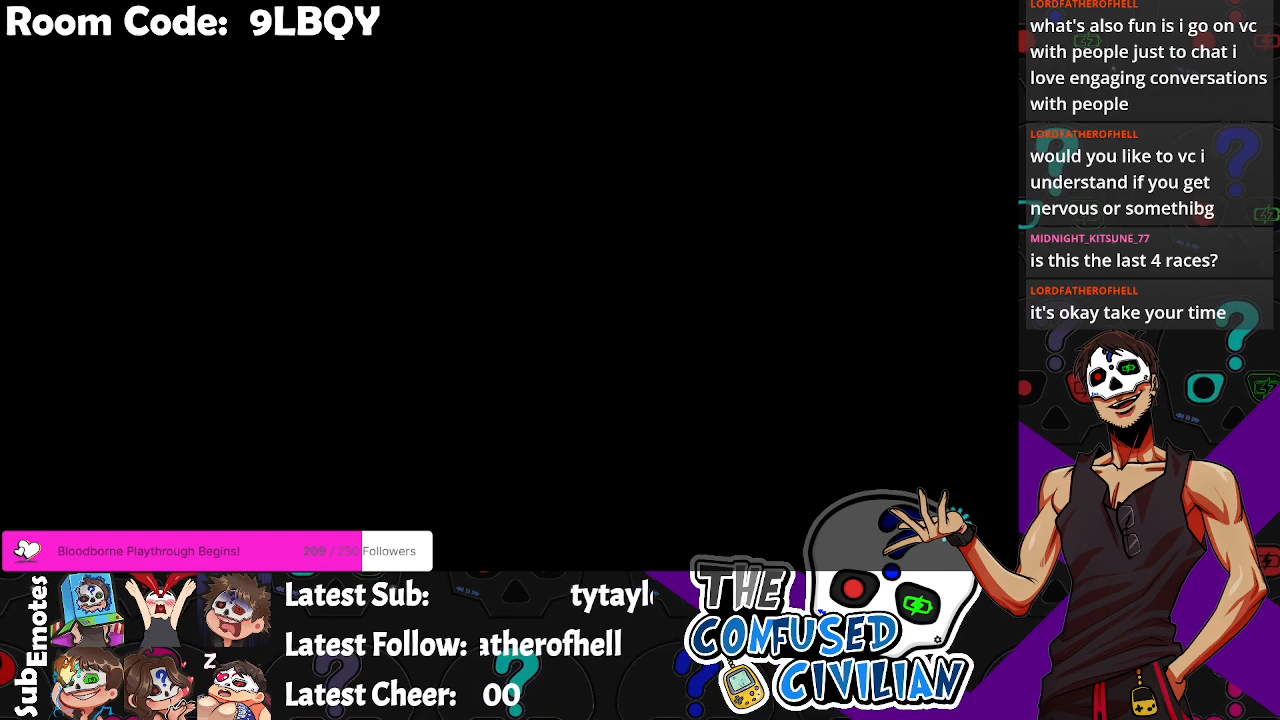 Room Code: 9LBQY
LORDFATHEROFHELL
what's also fun is i go on vc
with people just to chat i
love engaging conversations
with people
LORDFATHEROFHELL
would you like to vc i
understand if you get
nervous or somethibg
MIDNIGHT_KITSUNE_77
is this the last 4 races?
LORDFATHEROFHELL
it's okay take your time
Bloodborne Playthrough Begins! 209 / 250 Followers
Sub Emotes
Latest Sub: tytayl
Latest Follow: atherofhell
Latest Cheer: 00
N
THE
COMFUSED
CIVILIAN